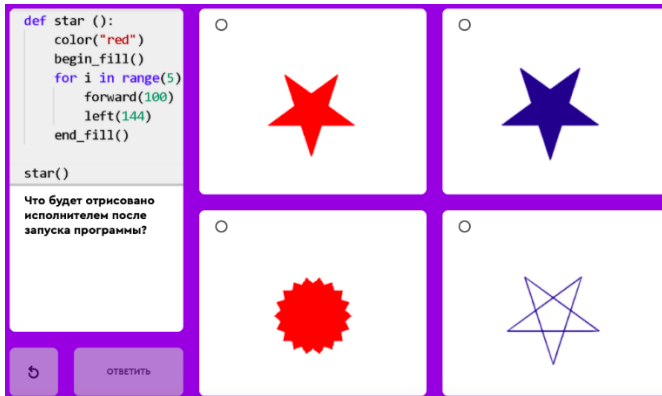 def star ():
color("red")
begin_fill()
for i in range(5)
forward(100)
left(144)
end_fill()
star()
Что будет отрисовано
исполнителем после
запуска программы?
ОТВЕТИТЬ